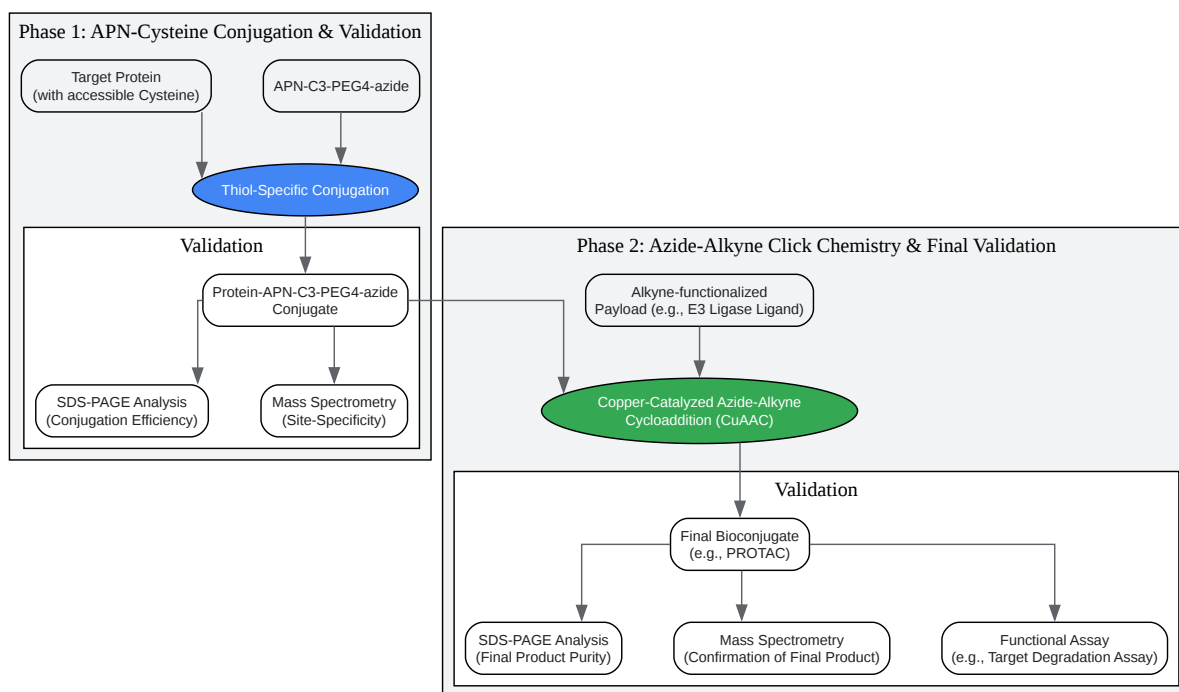 Phase 1: APN-Cysteine Conjugation & Validation
Target Protein
(with accessible Cysteine)
APN-C3-PEG4-azide
Thiol-Specific Conjugation
Validation
Protein-APN-C3-PEG4-azide
Conjugate
SDS-PAGE Analysis
(Conjugation Efficiency)
Mass Spectrometry
(Site-Specificity)
Phase 2: Azide-Alkyne Click Chemistry & Final Validation
Alkyne-functionalized
Payload (e.g., E3 Ligase Ligand)
Copper-Catalyzed Azide-Alkyne
Cycloaddition (CuAAC)
Validation
Final Bioconjugate
(e.g., PROTAC)
SDS-PAGE Analysis
(Final Product Purity)
Mass Spectrometry
(Confirmation of Final Product)
Functional Assay
(e.g., Target Degradation Assay)